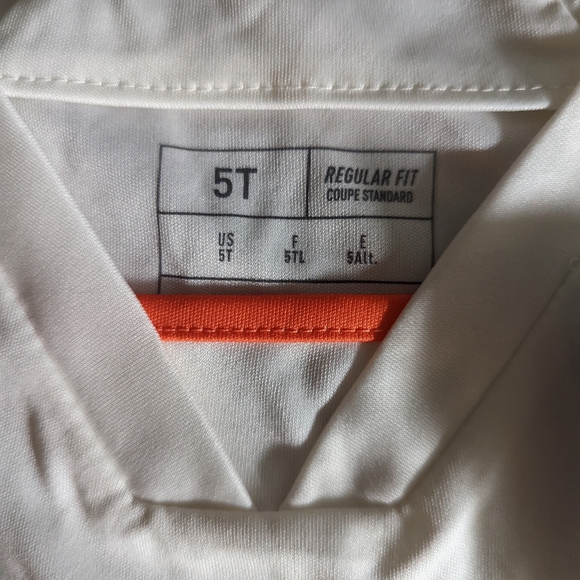 5T
REGULAR FIT
COUPE STANDARD
US F E
5T 5TL 5Alt.